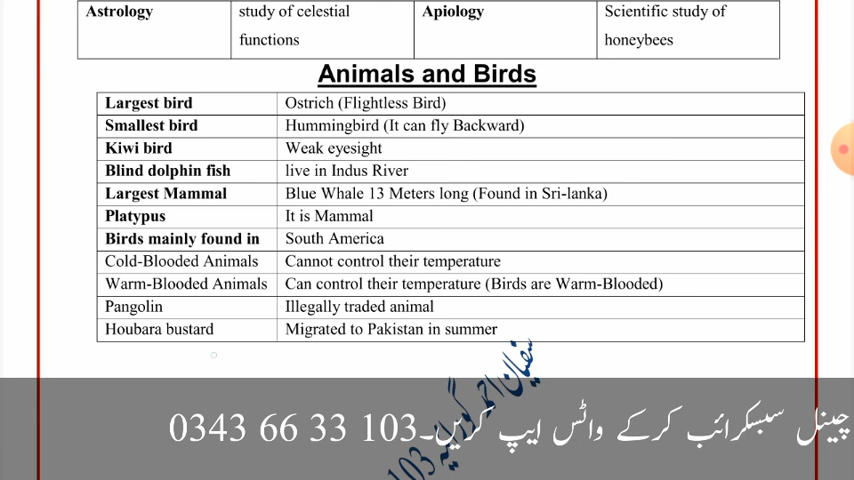 Astrology study of celestial functions Apiology Scientific study of honeybees
Animals and Birds
Largest bird Ostrich (Flightless Bird)
Smallest bird Hummingbird (It can fly Backward)
Kiwi bird Weak eyesight
Blind dolphin fish live in Indus River
Largest Mammal Blue Whale 13 Meters long (Found in Sri-lanka)
Platypus It is Mammal
Birds mainly found in South America
Cold-Blooded Animals Cannot control their temperature
Warm-Blooded Animals Can control their temperature (Birds are Warm-Blooded)
Pangolin Illegally traded animal
Houbara bustard Migrated to Pakistan in summer
چینل سبسکرائب کرکے واٹس ایپ کریں۔103 33 66 0343